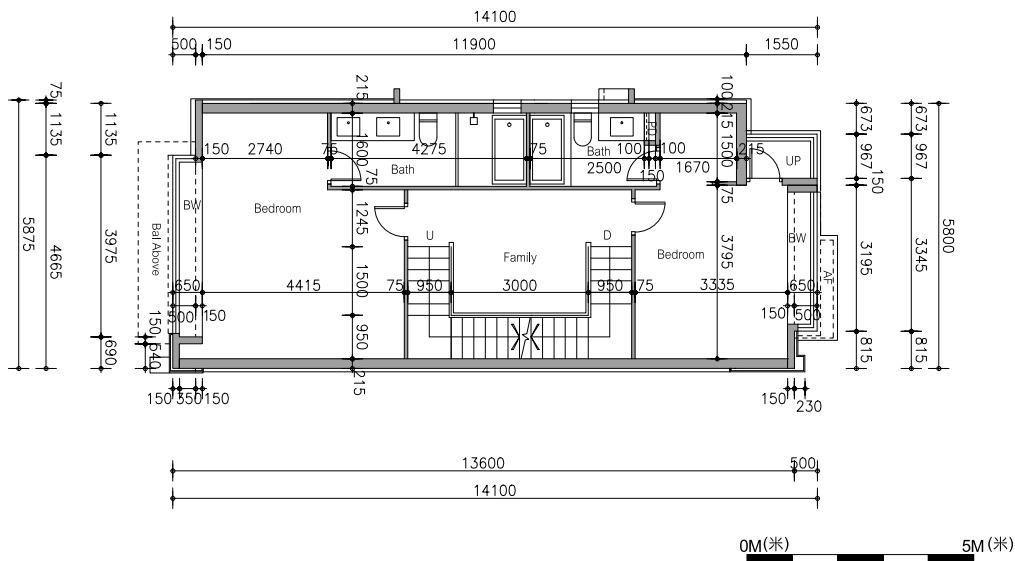 14100
500 150 11900 1550
75
1135
1135
215
100
215
673
967
150
673
967
150 2740 75 1600 4275 75 100 100 1500 1670 215
Bath Bath 2500 150
PD
UP
75
75
BW Bedroom
1245
U Family D Bedroom BW
Bal Above
5875
4665
3975
3795
3195
3345
5800
AF
650 4415 75 950 3000 950 75 3335 650
1500
500 150 150 500
950
150
540
690
815
815
215
150 350 150 150 230
13600 500
14100
0M(米) 5M(米)